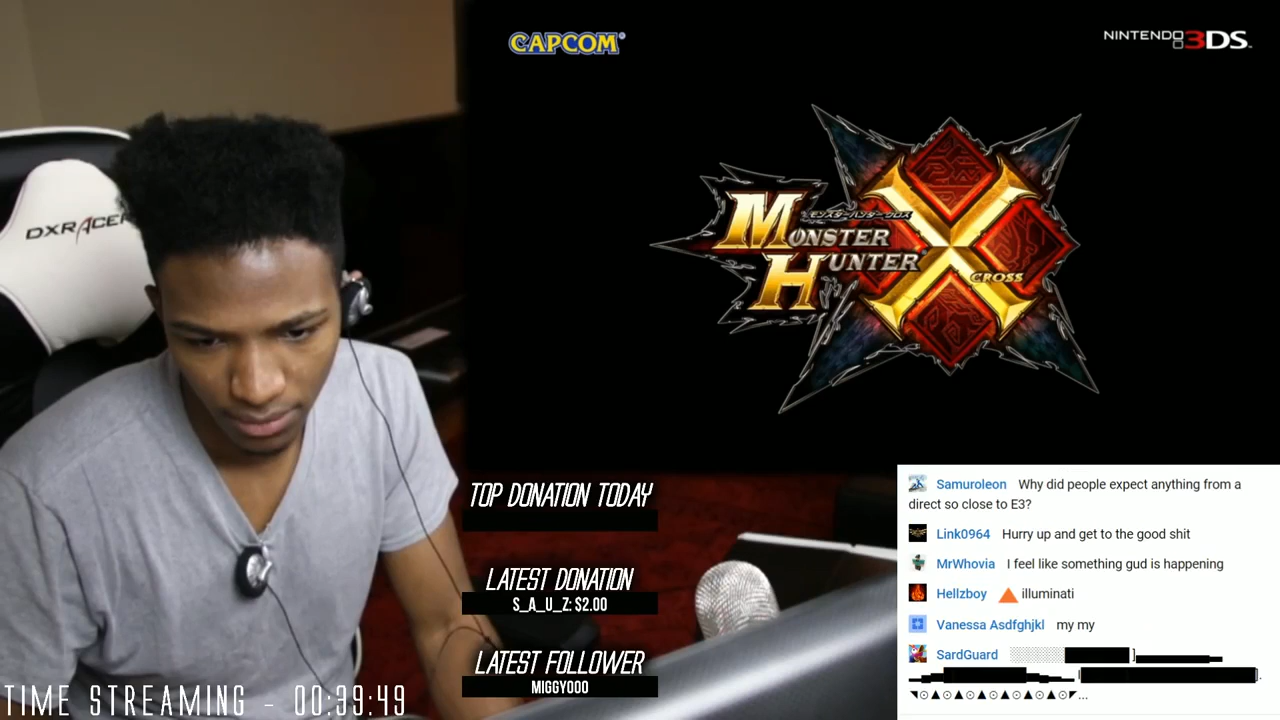 CAPCOM
NINTENDO 3DS
モンスターハンター クロス
MONSTER
HUNTER
X
CROSS
DXRACER
TOP DONATION TODAY
LATEST DONATION
S_A_U_Z: $2.00
LATEST FOLLOWER
MIGGY000
TIME STREAMING - 00:39:49
Samuroleon Why did people expect anything from a
direct so close to E3?
Link0964 Hurry up and get to the good shit
MrWhovia I feel like something gud is happening
Hellzboy illuminati
Vanessa Asdfghjkl my my
SardGuard